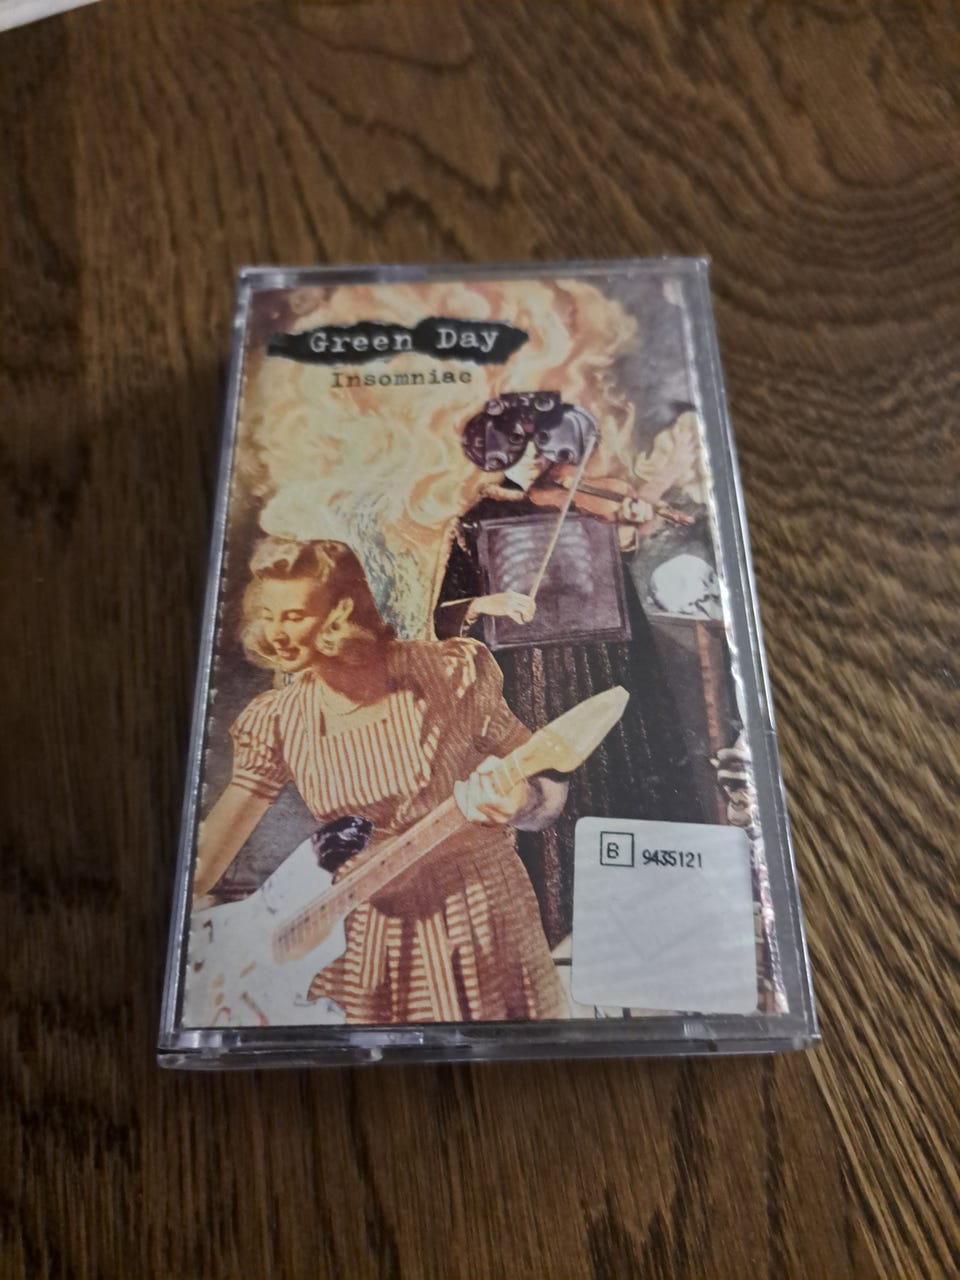 Green Day
Insomniac
B 9435121